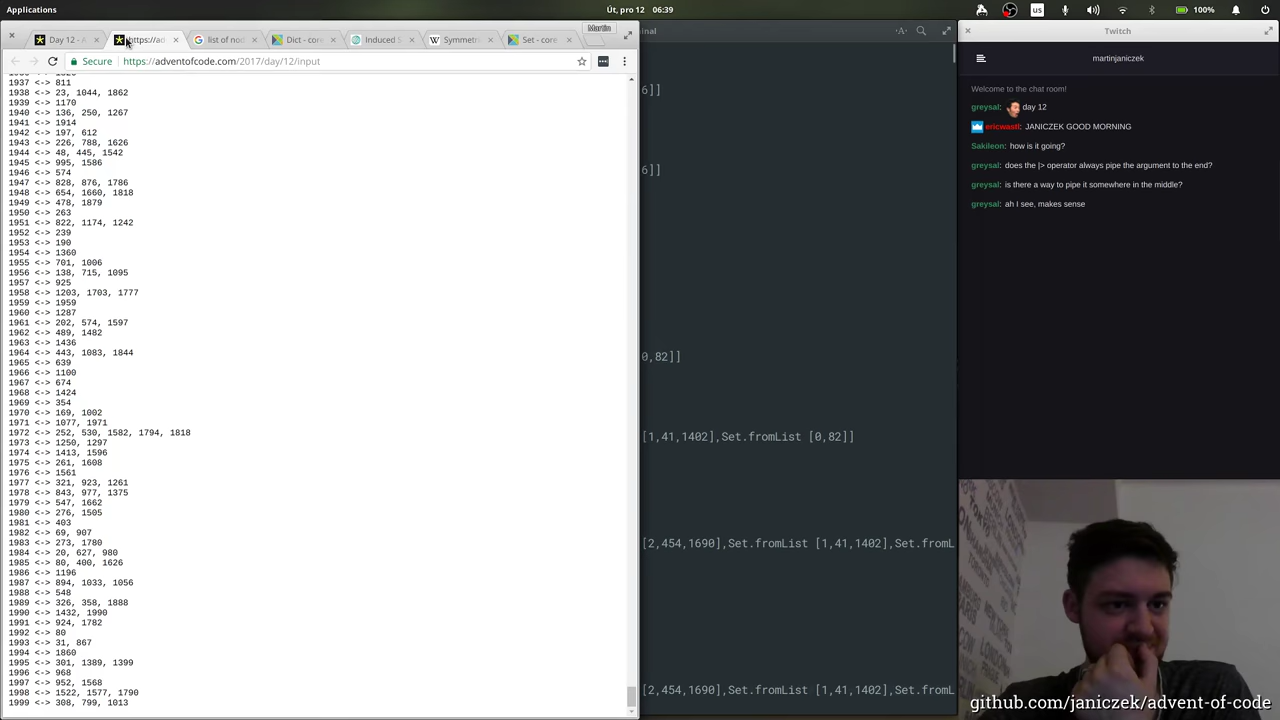 Applications
Út, pro 12 06:39
us
100%
Martin
Day 12 - A
https://ad
list of nod
Dict - core
Induced S
Symmetr
Set - core
Secure
https://adventofcode.com/2017/day/12/input
1937 <-> 811
1938 <-> 23, 1044, 1862
1939 <-> 1170
1940 <-> 136, 250, 1267
1941 <-> 1914
1942 <-> 197, 612
1943 <-> 226, 788, 1626
1944 <-> 48, 445, 1542
1945 <-> 995, 1586
1946 <-> 574
1947 <-> 828, 876, 1786
1948 <-> 654, 1660, 1818
1949 <-> 478, 1879
1950 <-> 263
1951 <-> 822, 1174, 1242
1952 <-> 239
1953 <-> 190
1954 <-> 1360
1955 <-> 701, 1006
1956 <-> 138, 715, 1095
1957 <-> 925
1958 <-> 1203, 1703, 1777
1959 <-> 1959
1960 <-> 1287
1961 <-> 202, 574, 1597
1962 <-> 489, 1482
1963 <-> 1436
1964 <-> 443, 1083, 1844
1965 <-> 639
1966 <-> 1100
1967 <-> 674
1968 <-> 1424
1969 <-> 354
1970 <-> 169, 1002
1971 <-> 1077, 1971
1972 <-> 252, 530, 1582, 1794, 1818
1973 <-> 1250, 1297
1974 <-> 1413, 1596
1975 <-> 261, 1608
1976 <-> 1561
1977 <-> 321, 923, 1261
1978 <-> 843, 977, 1375
1979 <-> 547, 1662
1980 <-> 276, 1505
1981 <-> 403
1982 <-> 69, 907
1983 <-> 273, 1780
1984 <-> 20, 627, 980
1985 <-> 80, 400, 1626
1986 <-> 1196
1987 <-> 894, 1033, 1056
1988 <-> 548
1989 <-> 326, 358, 1888
1990 <-> 1432, 1990
1991 <-> 924, 1782
1992 <-> 80
1993 <-> 31, 867
1994 <-> 1860
1995 <-> 301, 1389, 1399
1996 <-> 968
1997 <-> 952, 1568
1998 <-> 1522, 1577, 1790
1999 <-> 308, 799, 1013
inal
6]]
6]]
0,82]]
[1,41,1402],Set.fromList [0,82]]
[2,454,1690],Set.fromList [1,41,1402],Set.fromL
[2,454,1690],Set.fromList [1,41,1402],Set.fromL
Twitch
martinjaniczek
Welcome to the chat room!
greysal: day 12
ericwastl: JANICZEK GOOD MORNING
Sakileon: how is it going?
greysal: does the |> operator always pipe the argument to the end?
greysal: is there a way to pipe it somewhere in the middle?
greysal: ah I see, makes sense
github.com/janiczek/advent-of-code